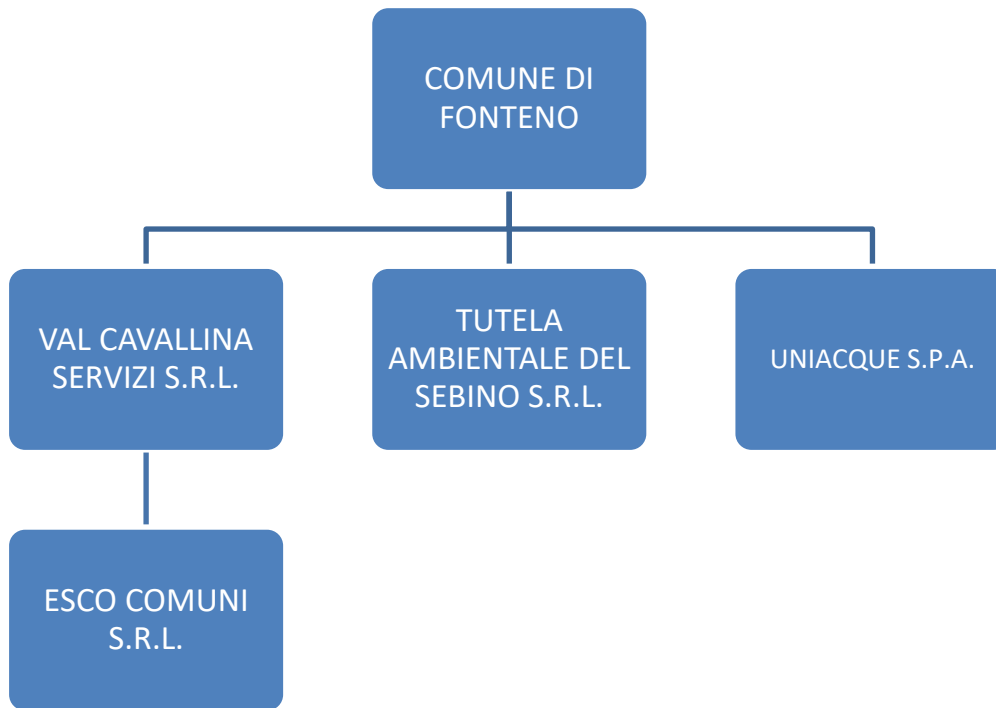 COMUNE DI
FONTENO
VAL CAVALLINA
SERVIZI S.R.L.
TUTELA
AMBIENTALE DEL
SEBINO S.R.L.
UNIACQUE S.P.A.
ESCO COMUNI
S.R.L.